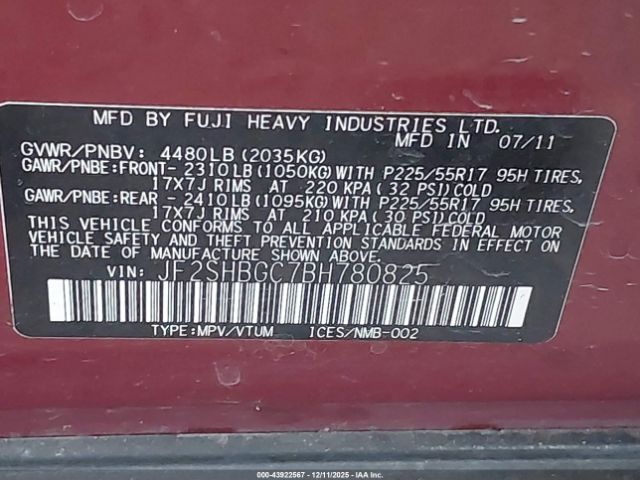 MFD BY FUJI HEAVY INDUSTRIES LTD.
MFD IN 07/11
GVWR/PNBV: 4480LB(2035KG)
GAWR/PNBE:FRONT- 2310LB(1050KG)WITH P225/55R17 95H TIRES,
17X7J RIMS AT 220 KPA(32 PSI)COLD
GAWR/PNBE:REAR - 2410LB(1095KG)WITH P225/55R17 95H TIRES,
17X7J RIMS AT 210 KPA(30 PSI)COLD
THIS VEHICLE CONFORMS TO ALL APPLICABLE FEDERAL MOTOR
VEHICLE SAFETY AND THEFT PREVENTION STANDARDS IN EFFECT ON
THE DATE OF MANUFACTURE SHOWN ABOVE.
VIN: JF2SHBGC7BH780825
TYPE:MPV/VTUM ICES/NMB-002
000-43922567 - 12/11/2025 - IAA Inc.